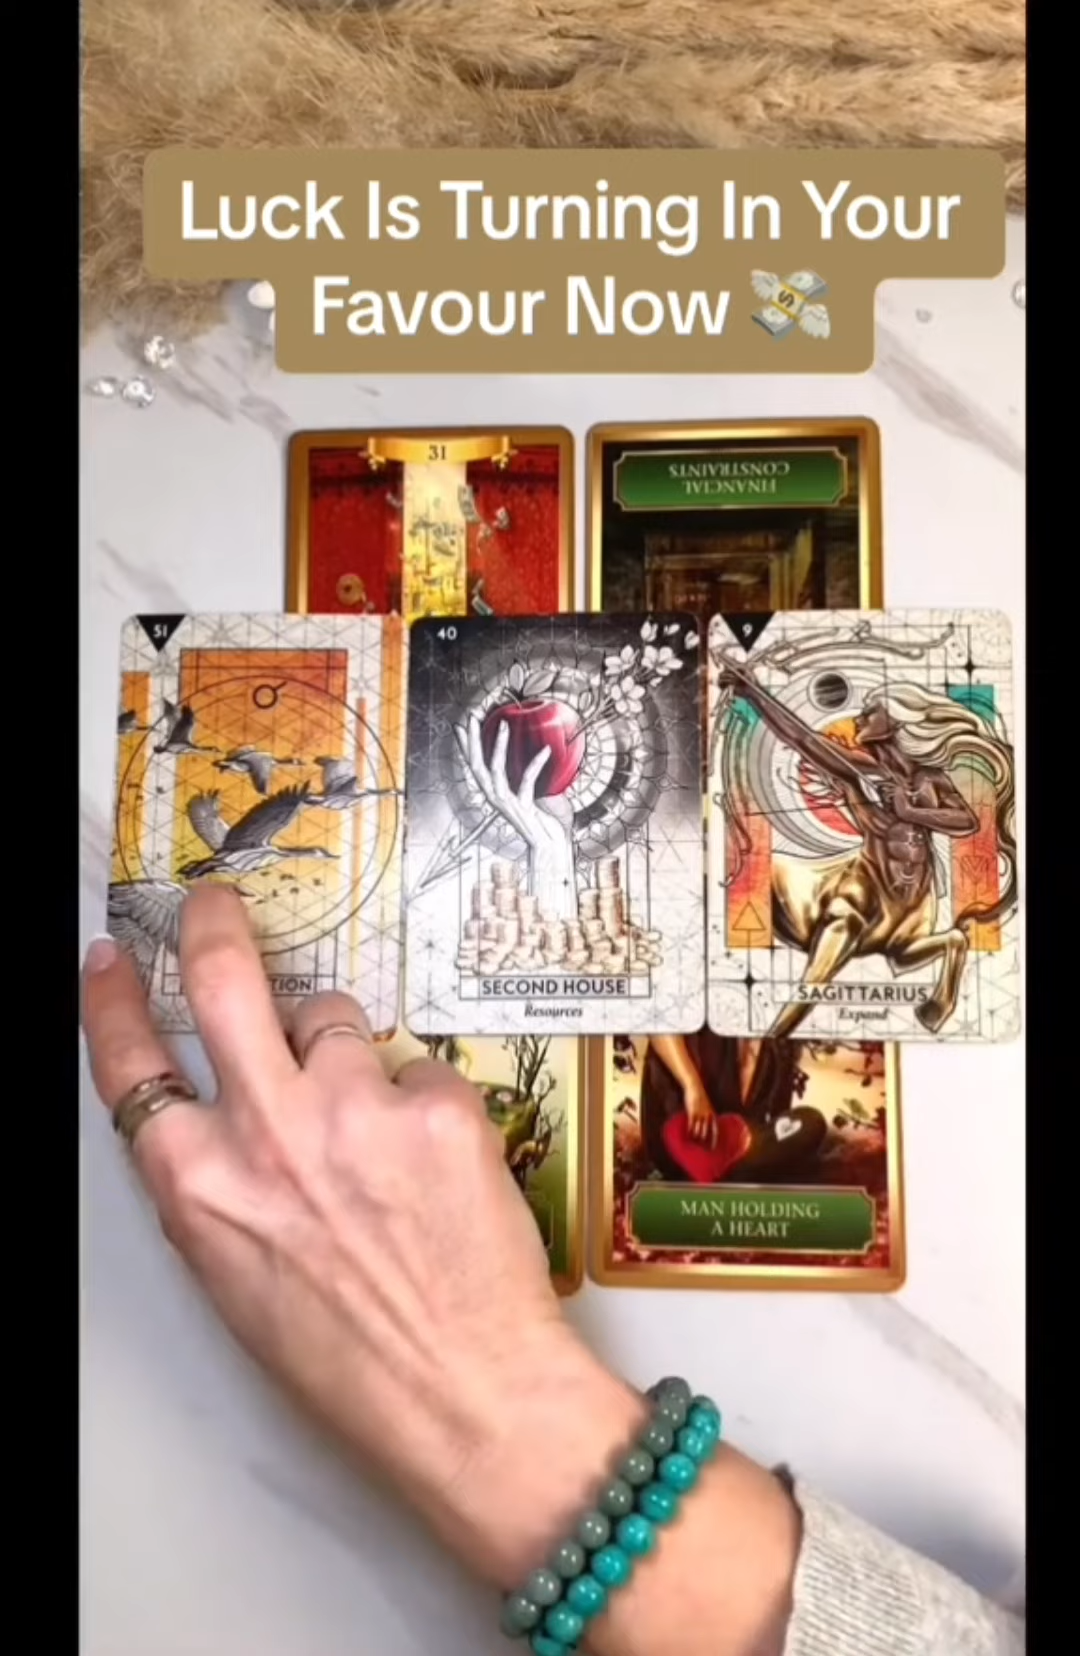 Luck Is Turning In Your
Favour Now 💸
31
FINANCIAL
CONSTRAINTS
51
40
9
TION
SECOND HOUSE
Resources
SAGITTARIUS
Expand
MAN HOLDING
A HEART